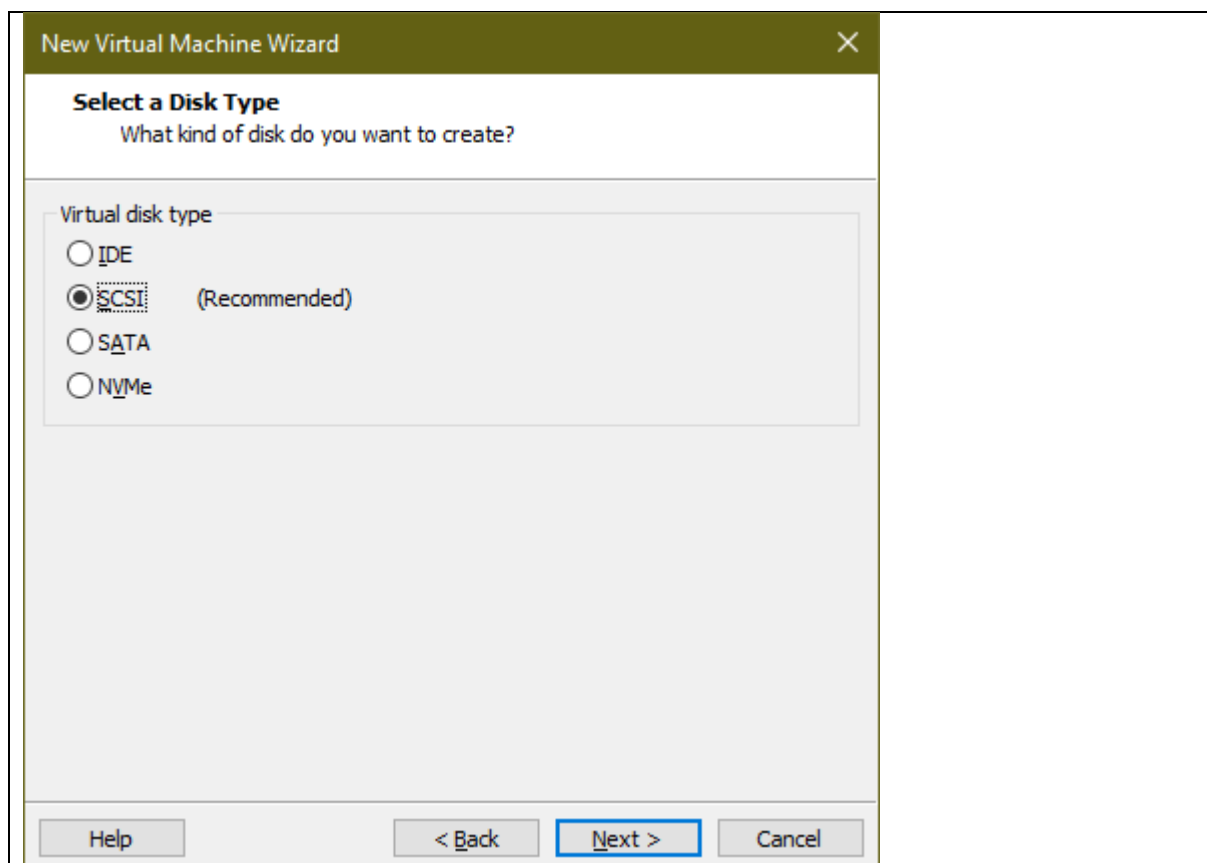 New Virtual Machine Wizard
Select a Disk Type
What kind of disk do you want to create?
Virtual disk type
IDE
SCSI (Recommended)
SATA
NVMe
Help < Back Next > Cancel